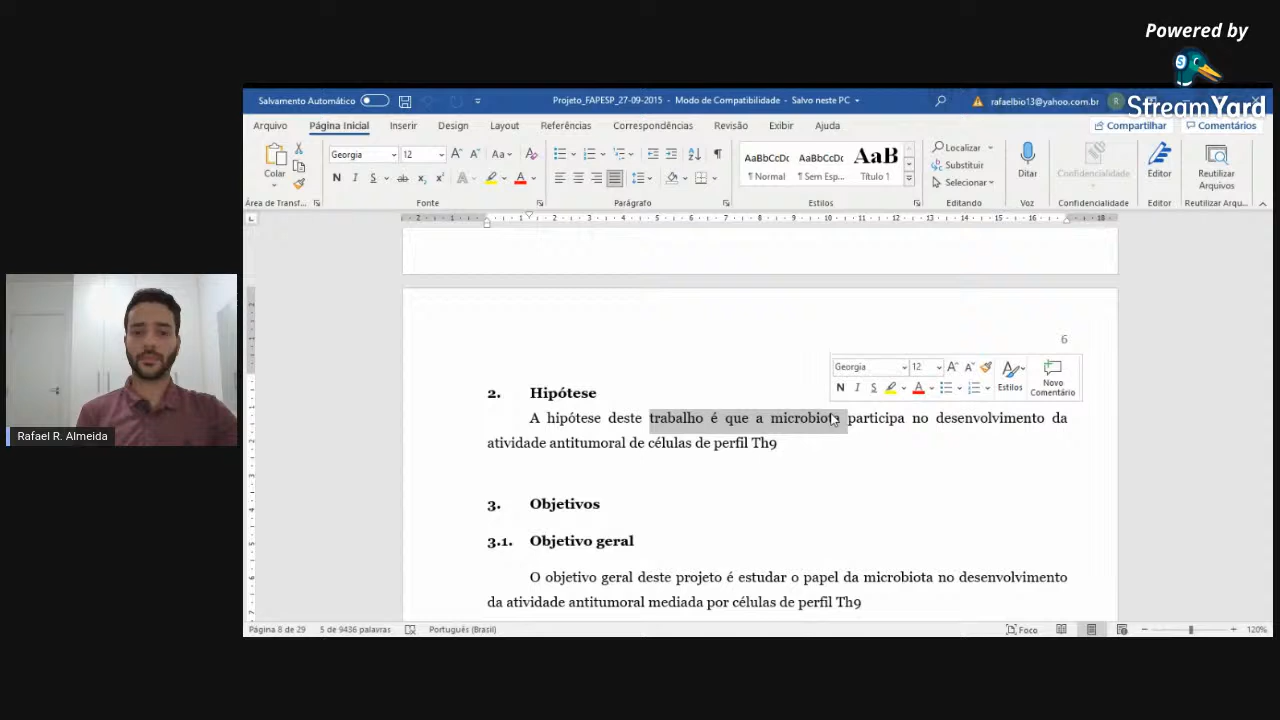 Powered by
StreamYard
Salvamento Automático
Projeto_FAPESP_27-09-2015 - Modo de Compatibilidade - Salvo neste PC
rafaelbio13@yahoo.com.br
R
Arquivo Página Inicial Inserir Design Layout Referências Correspondências Revisão Exibir Ajuda
Compartilhar Comentários
Colar
Georgia 12
N I S ab x₂ x²
AaBbCcDc AaBbCcDc AaB
¶ Normal ¶ Sem Esp... Título 1
Localizar
Substituir
Selecionar
Ditar
Confidencialidade
Editor
Reutilizar
Arquivos
Área de Transf... Fonte Parágrafo Estilos Editando Voz Confidencialidade Editor Reutilizar Arqu...
6
Georgia 12
N I S
Estilos
Novo
Comentário
2. Hipótese
A hipótese deste trabalho é que a microbiota participa no desenvolvimento da
atividade antitumoral de células de perfil Th9
3. Objetivos
3.1. Objetivo geral
O objetivo geral deste projeto é estudar o papel da microbiota no desenvolvimento
da atividade antitumoral mediada por células de perfil Th9
Rafael R. Almeida
Página 8 de 29 5 de 9436 palavras Português (Brasil) Foco 120%